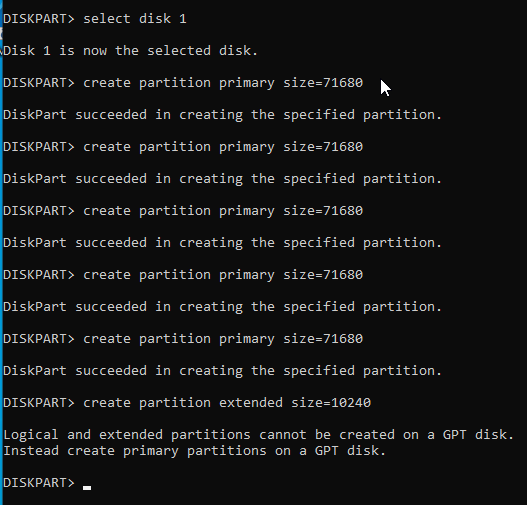 DISKPART> select disk 1
Disk 1 is now the selected disk.
DISKPART> create partition primary size=71680
DiskPart succeeded in creating the specified partition.
DISKPART> create partition primary size=71680
DiskPart succeeded in creating the specified partition.
DISKPART> create partition primary size=71680
DiskPart succeeded in creating the specified partition.
DISKPART> create partition primary size=71680
DiskPart succeeded in creating the specified partition.
DISKPART> create partition primary size=71680
DiskPart succeeded in creating the specified partition.
DISKPART> create partition extended size=10240
Logical and extended partitions cannot be created on a GPT disk.
Instead create primary partitions on a GPT disk.
DISKPART>